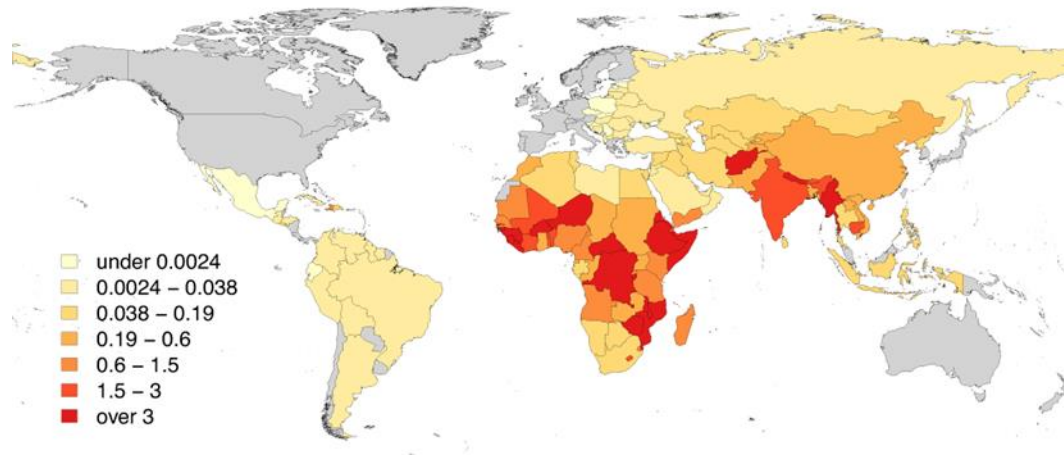 under 0.0024
0.0024 – 0.038
0.038 – 0.19
0.19 – 0.6
0.6 – 1.5
1.5 – 3
over 3